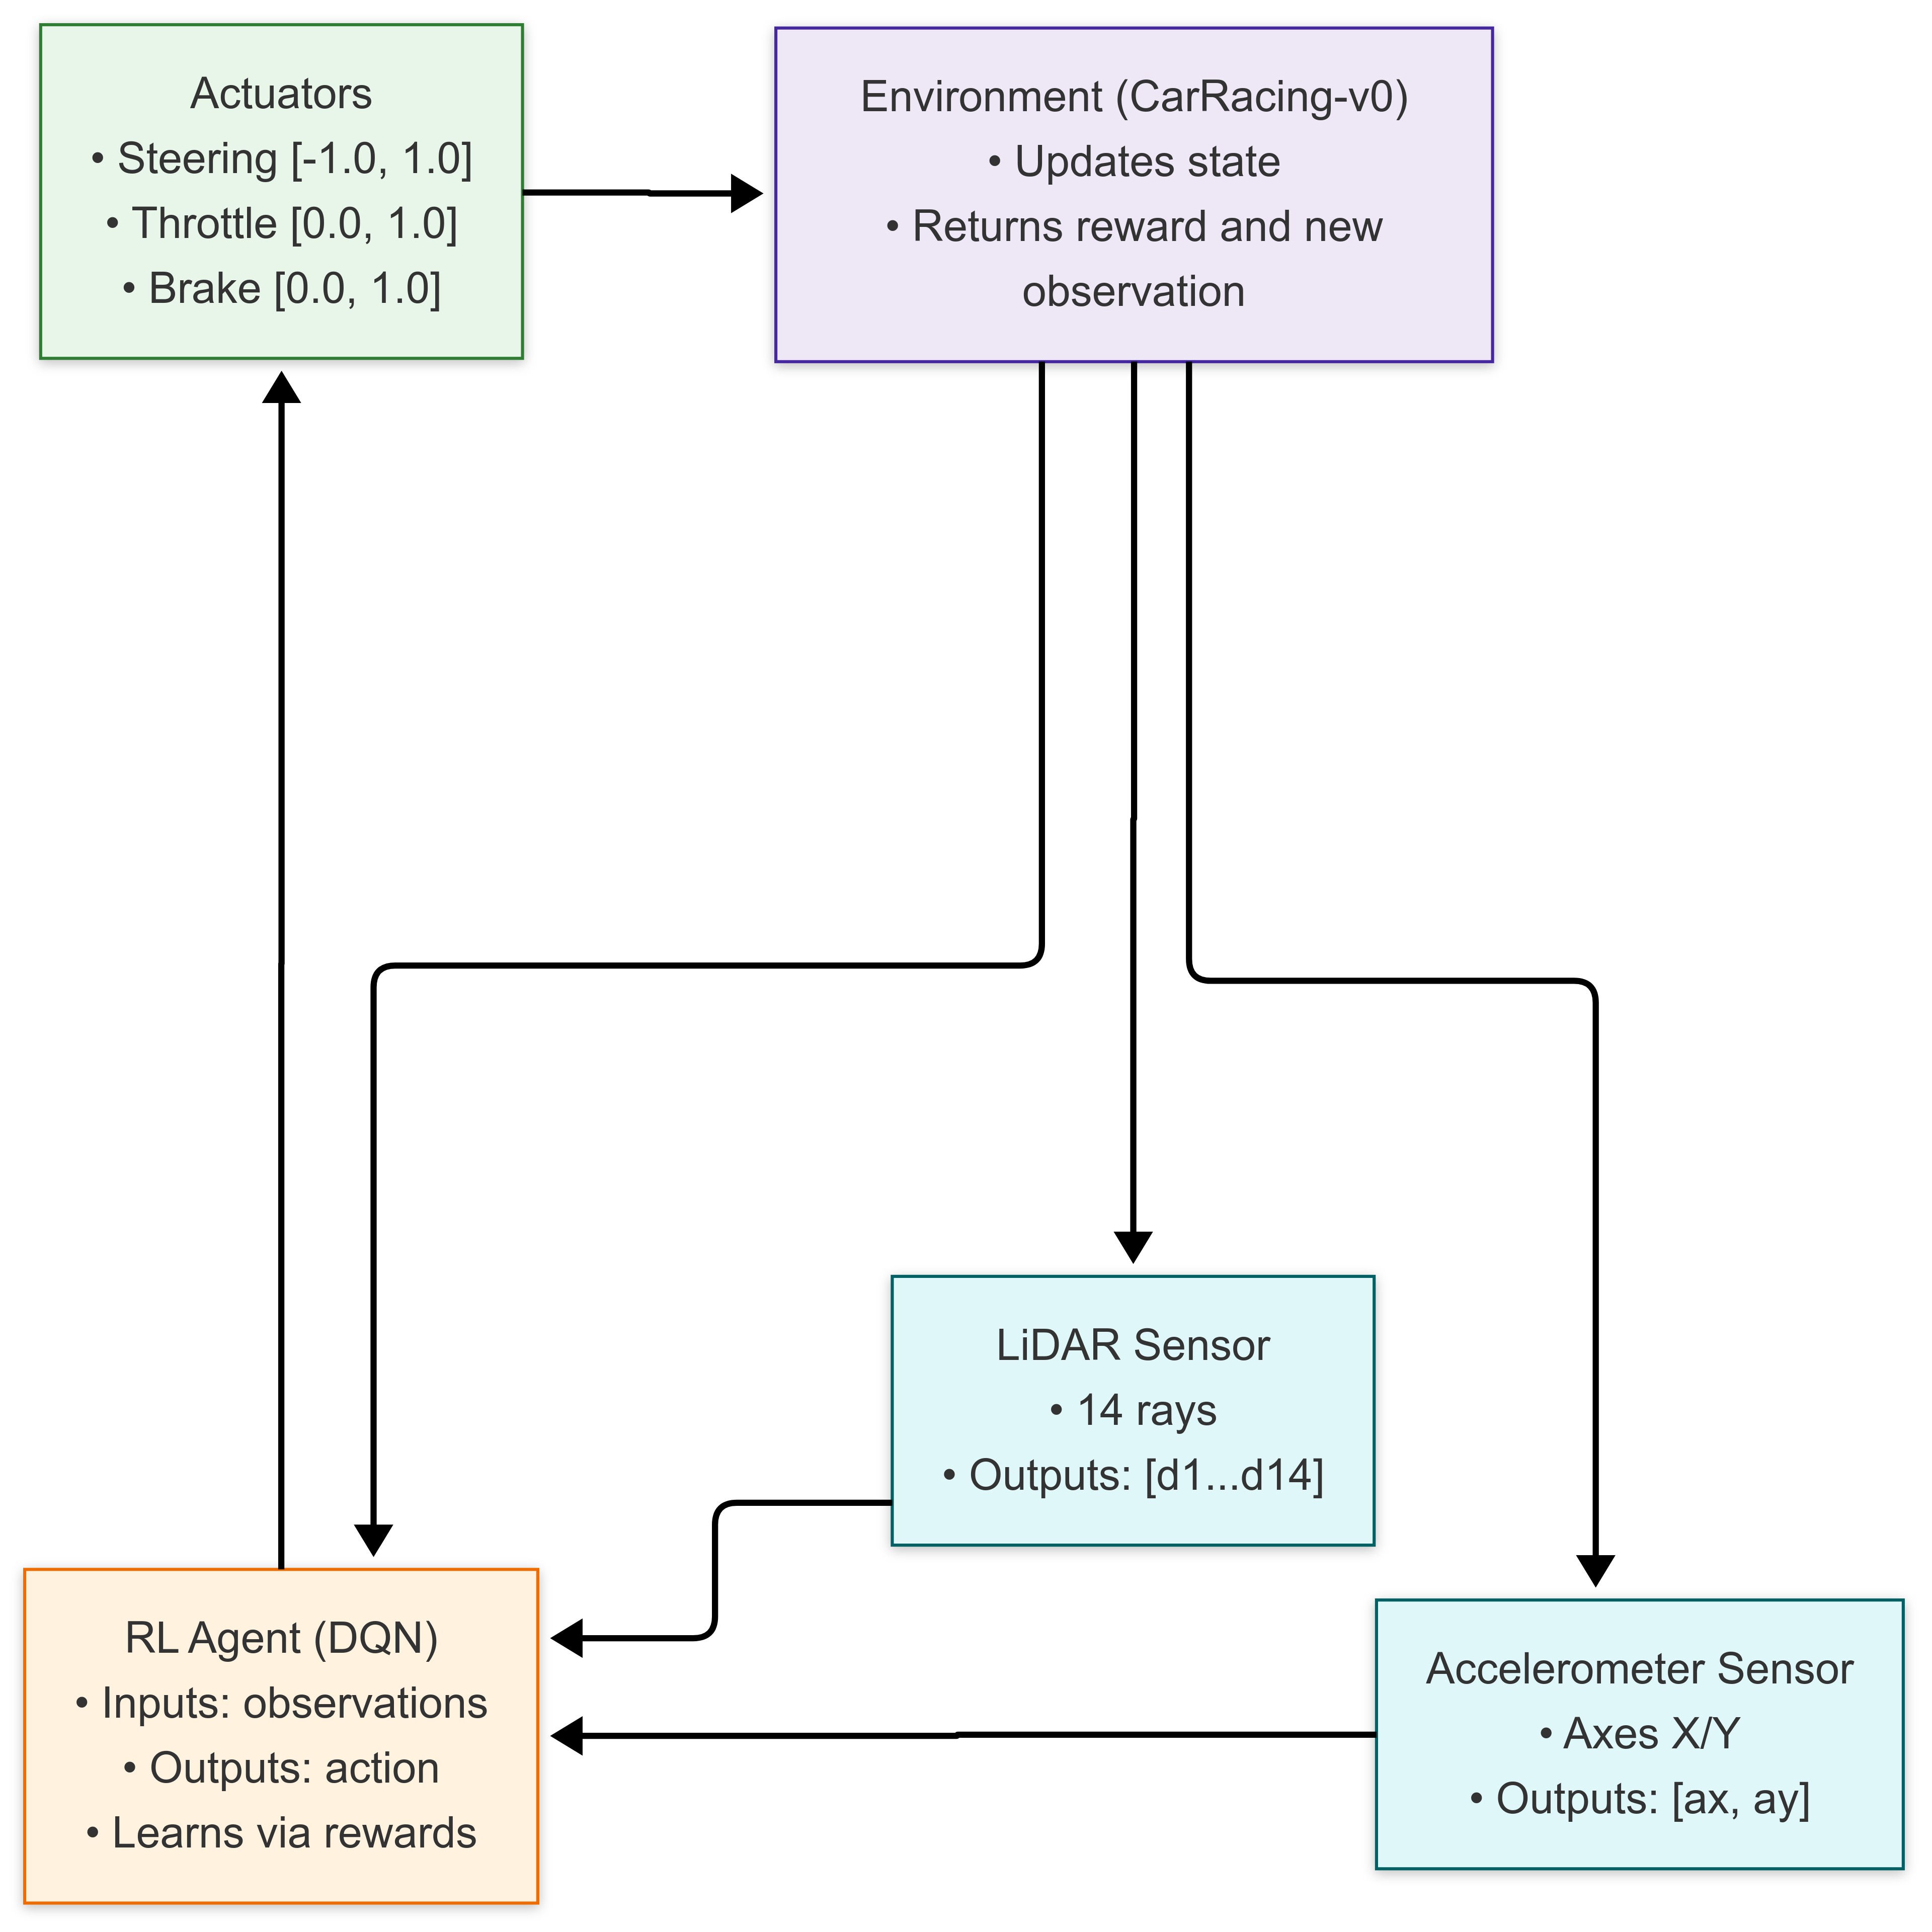 Actuators
• Steering [-1.0, 1.0]
• Throttle [0.0, 1.0]
• Brake [0.0, 1.0]
Environment (CarRacing-v0)
• Updates state
• Returns reward and new
observation
LiDAR Sensor
• 14 rays
• Outputs: [d1...d14]
RL Agent (DQN)
• Inputs: observations
• Outputs: action
• Learns via rewards
Accelerometer Sensor
• Axes X/Y
• Outputs: [ax, ay]